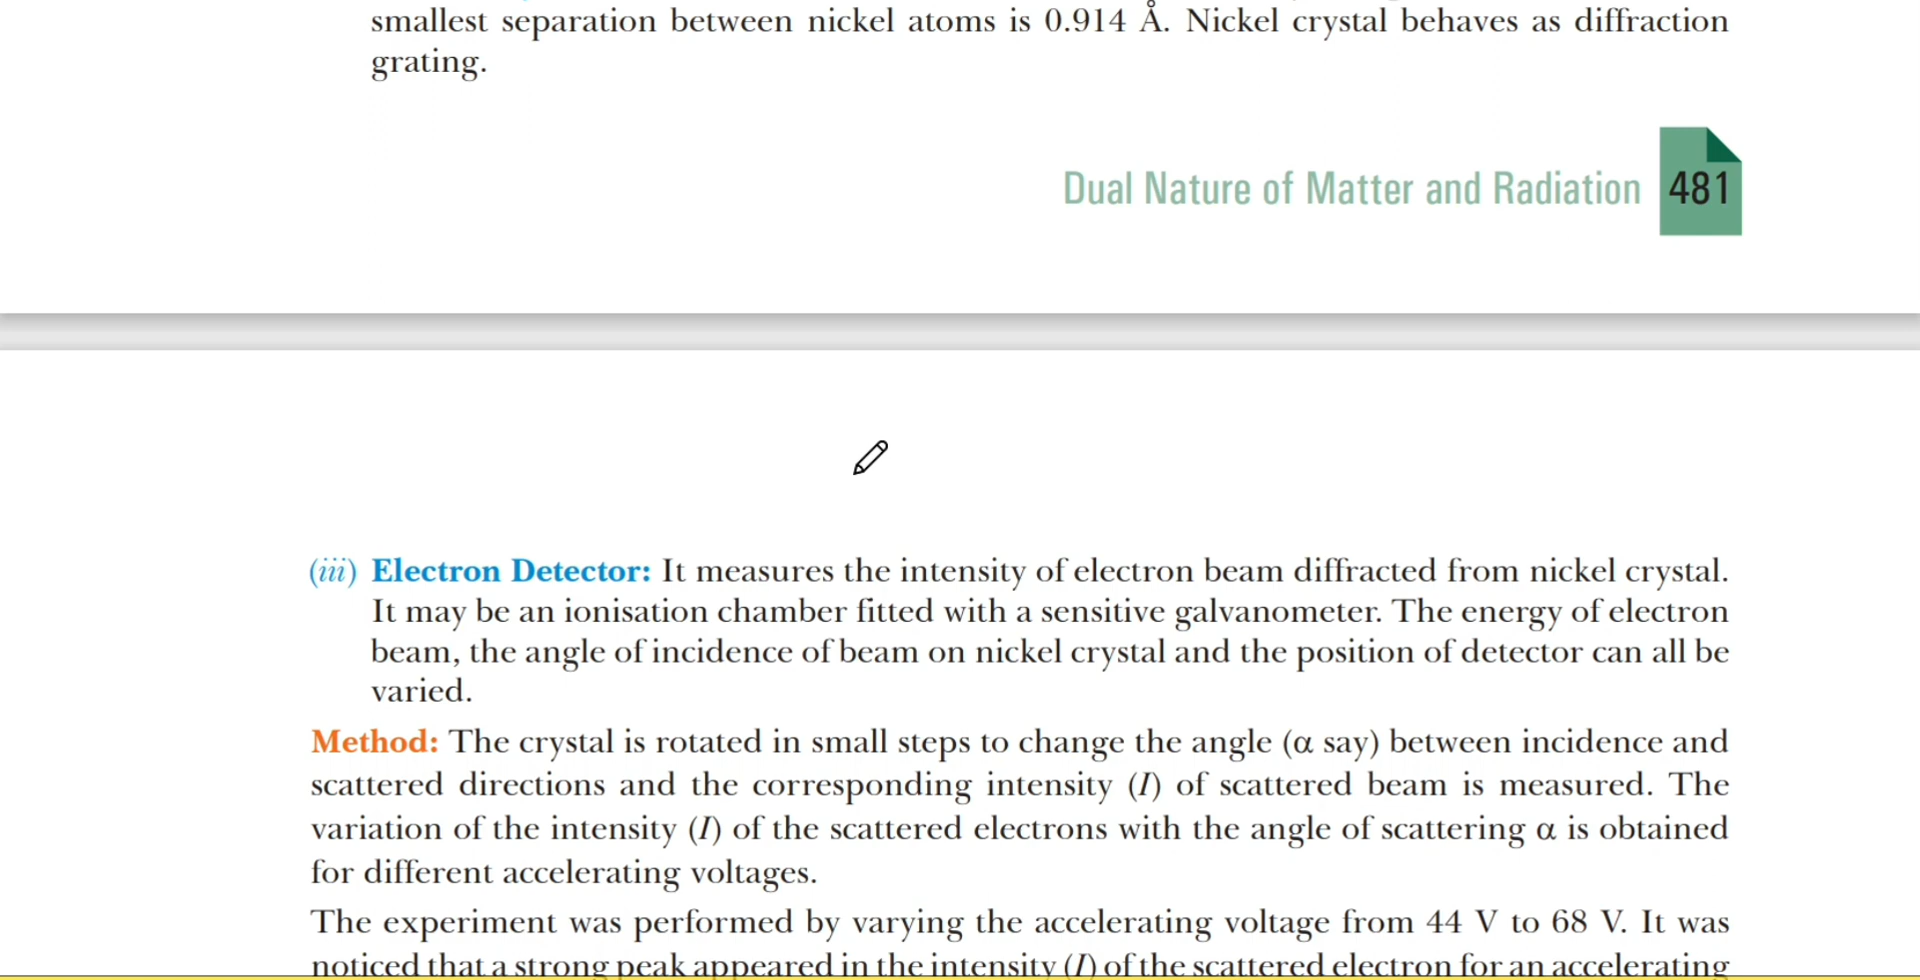 smallest separation between nickel atoms is 0.914 Å. Nickel crystal behaves as diffraction
grating.
Dual Nature of Matter and Radiation 481
(iii) Electron Detector: It measures the intensity of electron beam diffracted from nickel crystal.
It may be an ionisation chamber fitted with a sensitive galvanometer. The energy of electron
beam, the angle of incidence of beam on nickel crystal and the position of detector can all be
varied.
Method: The crystal is rotated in small steps to change the angle (α say) between incidence and
scattered directions and the corresponding intensity (I) of scattered beam is measured. The
variation of the intensity (I) of the scattered electrons with the angle of scattering α is obtained
for different accelerating voltages.
The experiment was performed by varying the accelerating voltage from 44 V to 68 V. It was
noticed that a strong peak appeared in the intensity (I) of the scattered electron for an accelerating